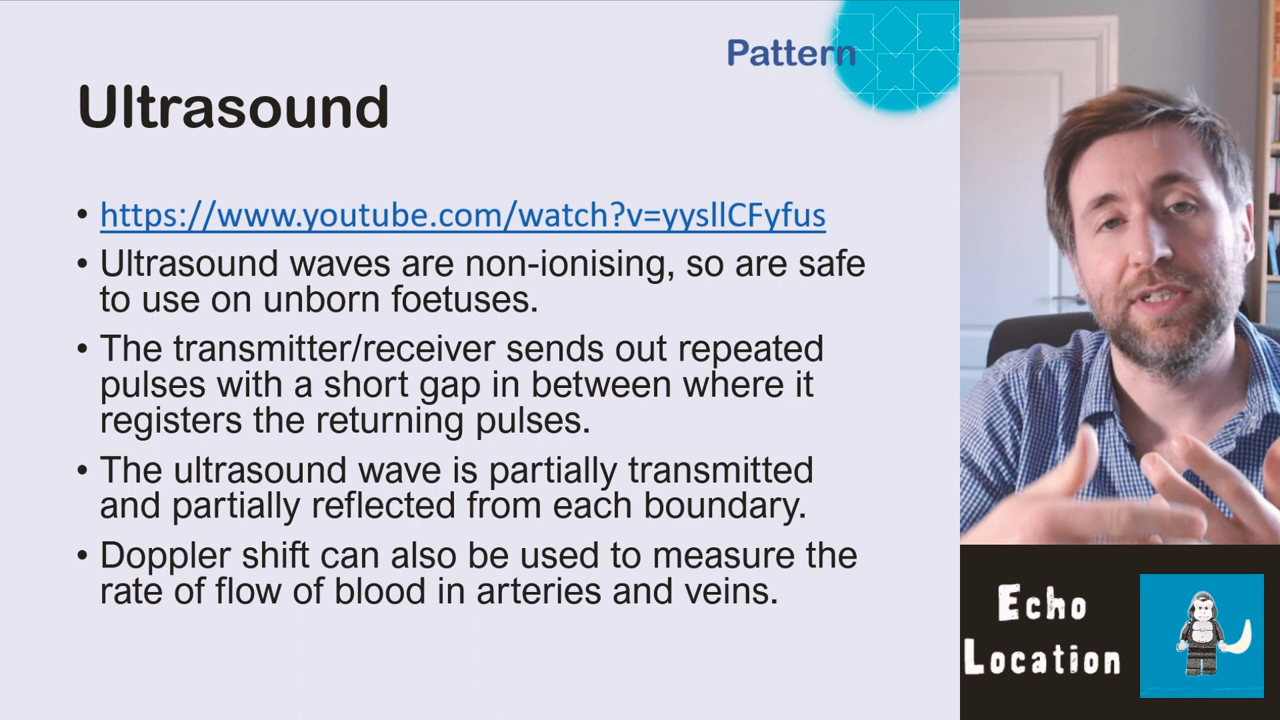 Pattern
Ultrasound
• https://www.youtube.com/watch?v=yysllCFyfus
• Ultrasound waves are non-ionising, so are safe
to use on unborn foetuses.
• The transmitter/receiver sends out repeated
pulses with a short gap in between where it
registers the returning pulses.
• The ultrasound wave is partially transmitted
and partially reflected from each boundary.
• Doppler shift can also be used to measure the
rate of flow of blood in arteries and veins.
Echo
Location